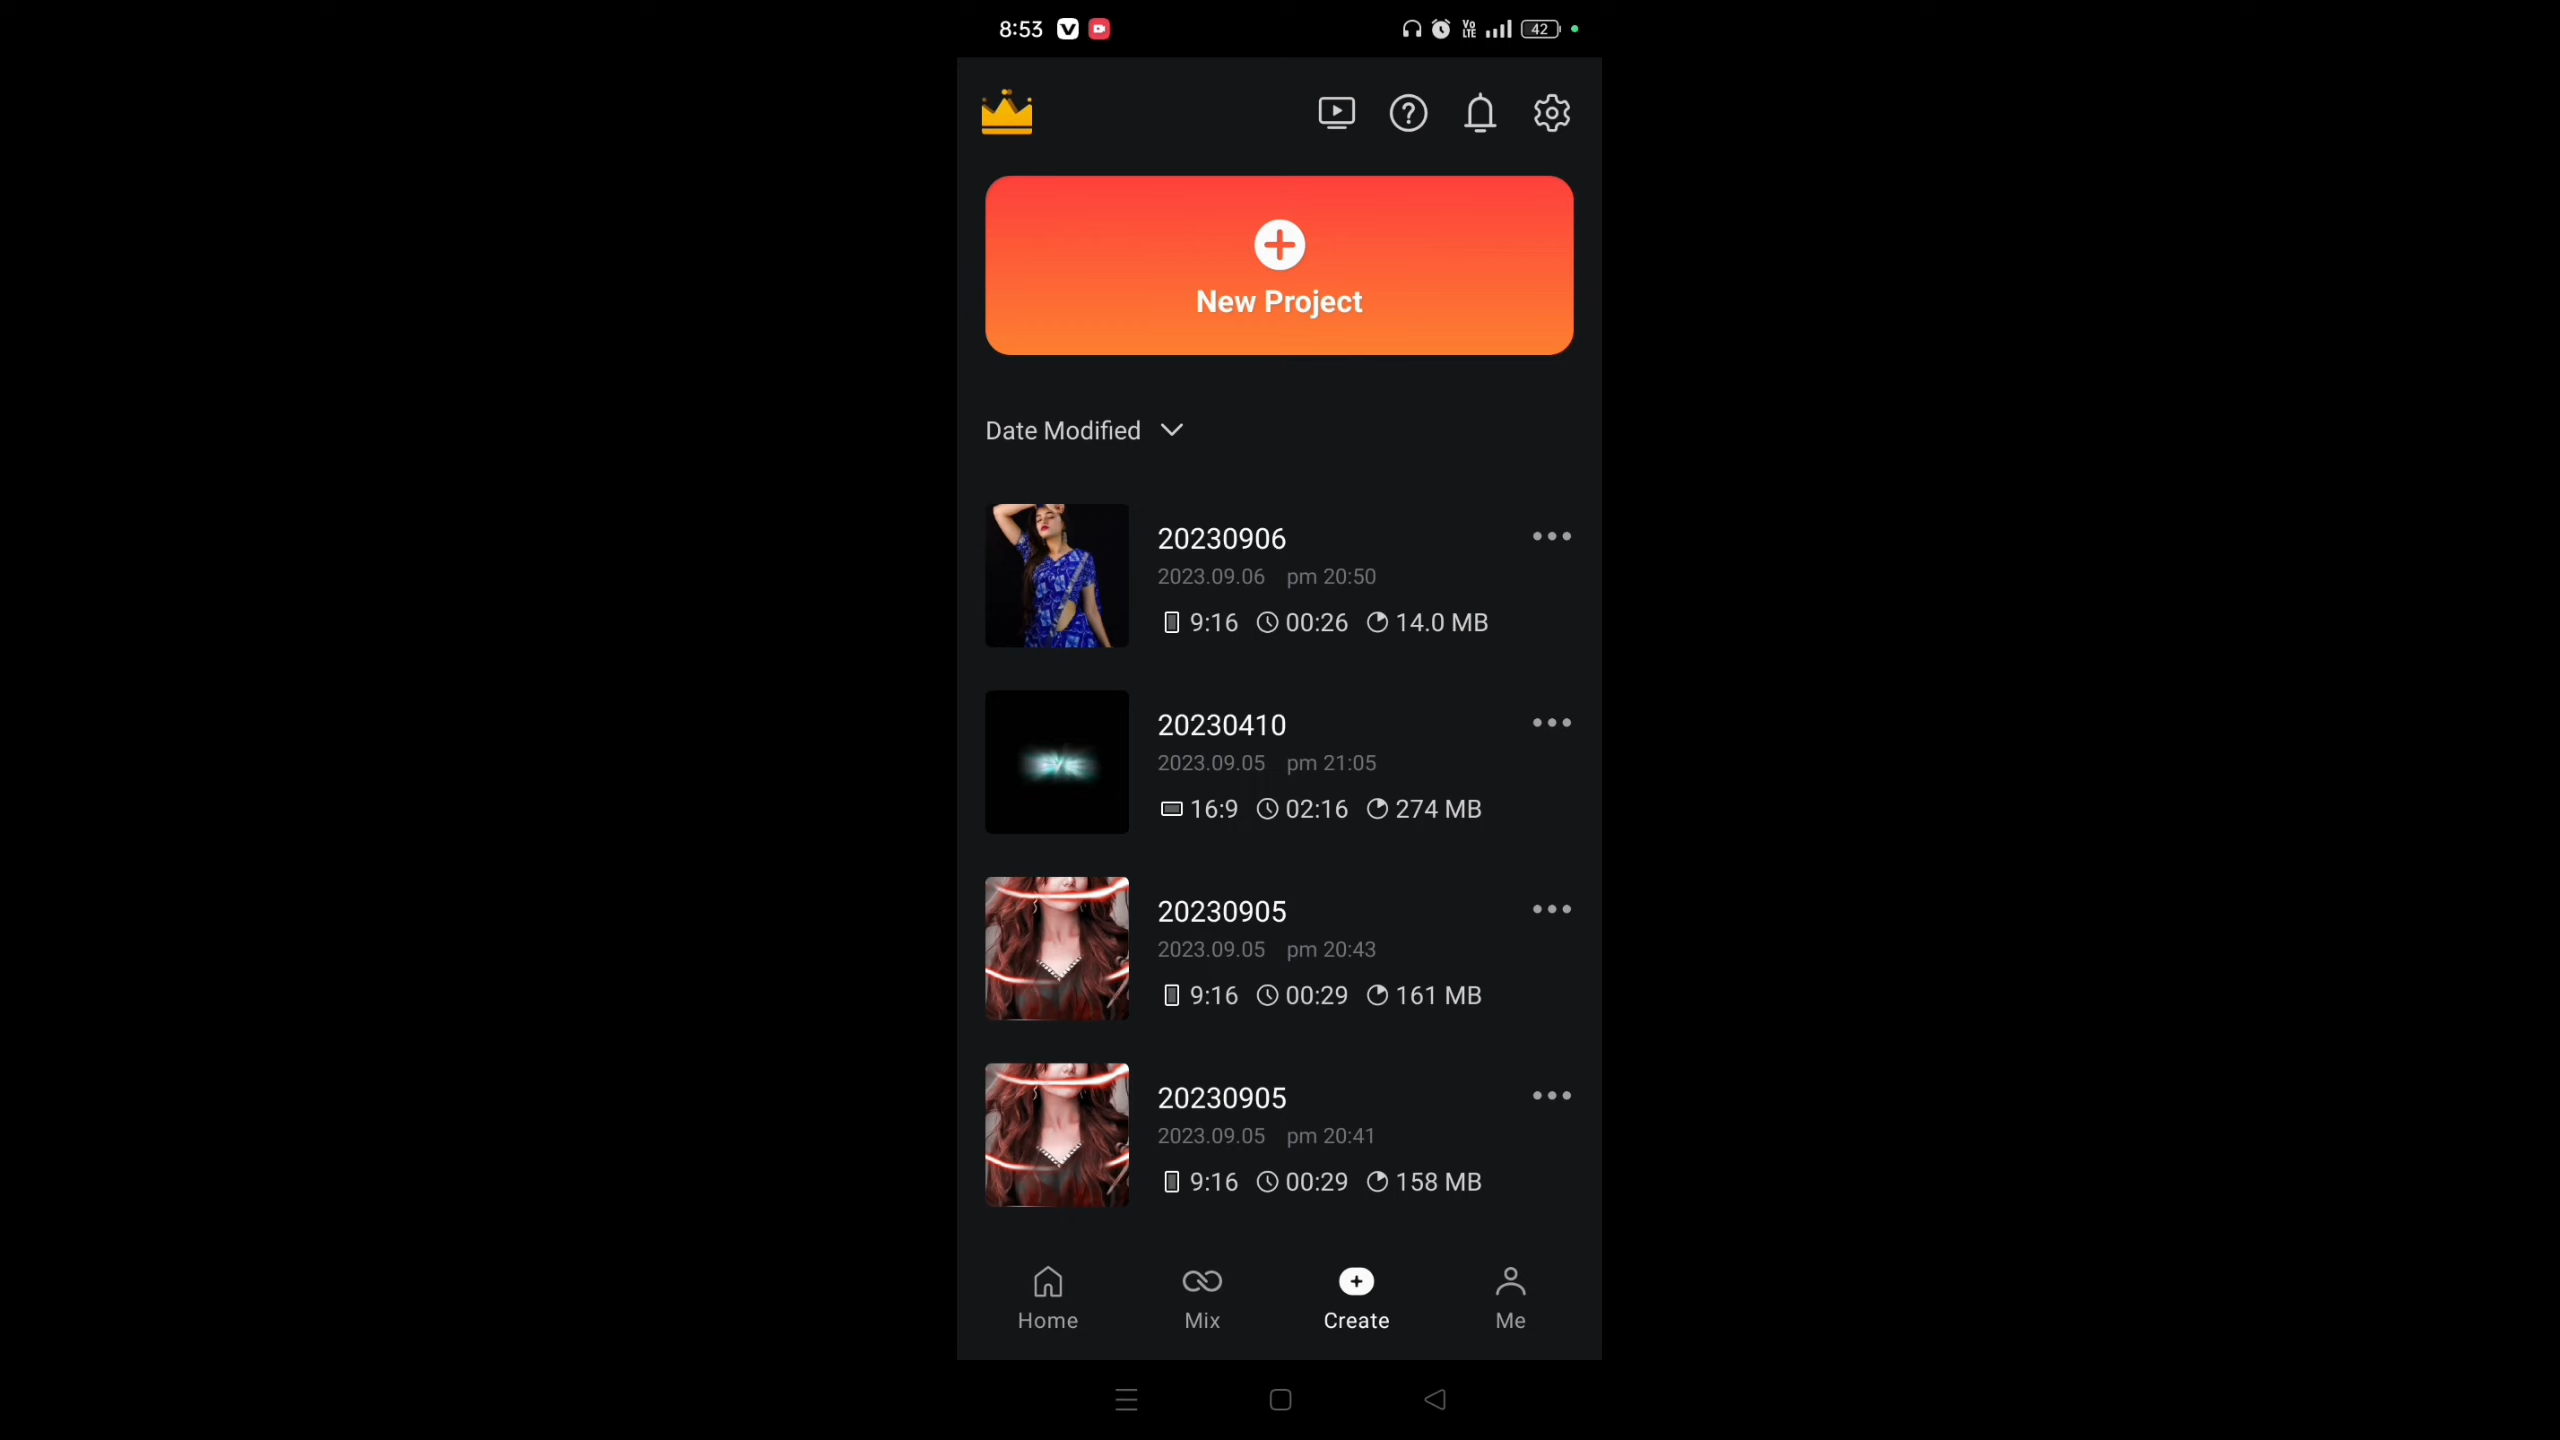 8:53 Vo LTE 42
New Project
Date Modified
20230906
2023.09.06 pm 20:50
9:16 00:26 14.0 MB
20230410
2023.09.05 pm 21:05
16:9 02:16 274 MB
20230905
2023.09.05 pm 20:43
9:16 00:29 161 MB
20230905
2023.09.05 pm 20:41
9:16 00:29 158 MB
Home Mix Create Me